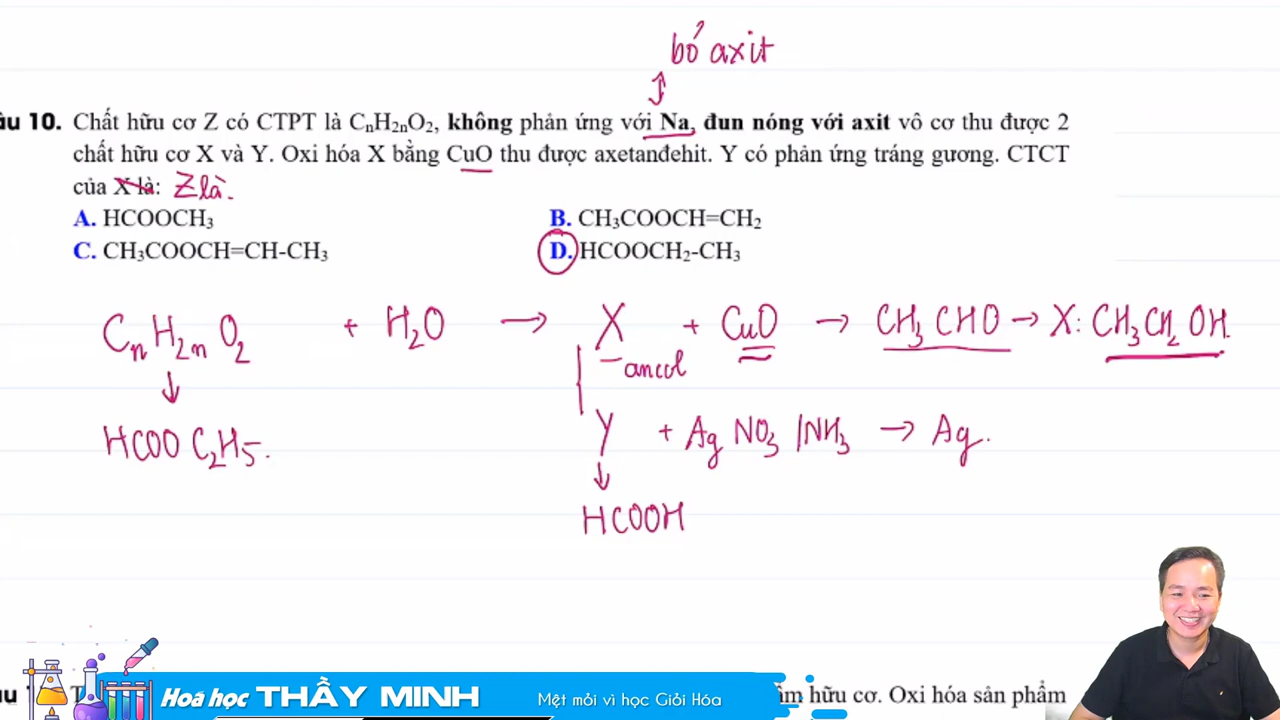 bỏ axit
âu 10. Chất hữu cơ Z có CTPT là CnH2nO2, không phản ứng với Na, đun nóng với axit vô cơ thu được 2
chất hữu cơ X và Y. Oxi hóa X bằng CuO thu được axetanđehit. Y có phản ứng tráng gương. CTCT
của X là: Z là.
A. HCOOCH3 B. CH3COOCH=CH2
C. CH3COOCH=CH-CH3 D. HCOOCH2-CH3
CnH2nO2 + H2O → X + CuO → CH3CHO → X: CH3CH2OH.
ancol
HCOOC2H5. Y + AgNO3/NH3 → Ag.
HCOOH
Hoá học THẦY MINH Mệt mỏi vì học Giỏi Hóa
hữu cơ. Oxi hóa sản phẩm